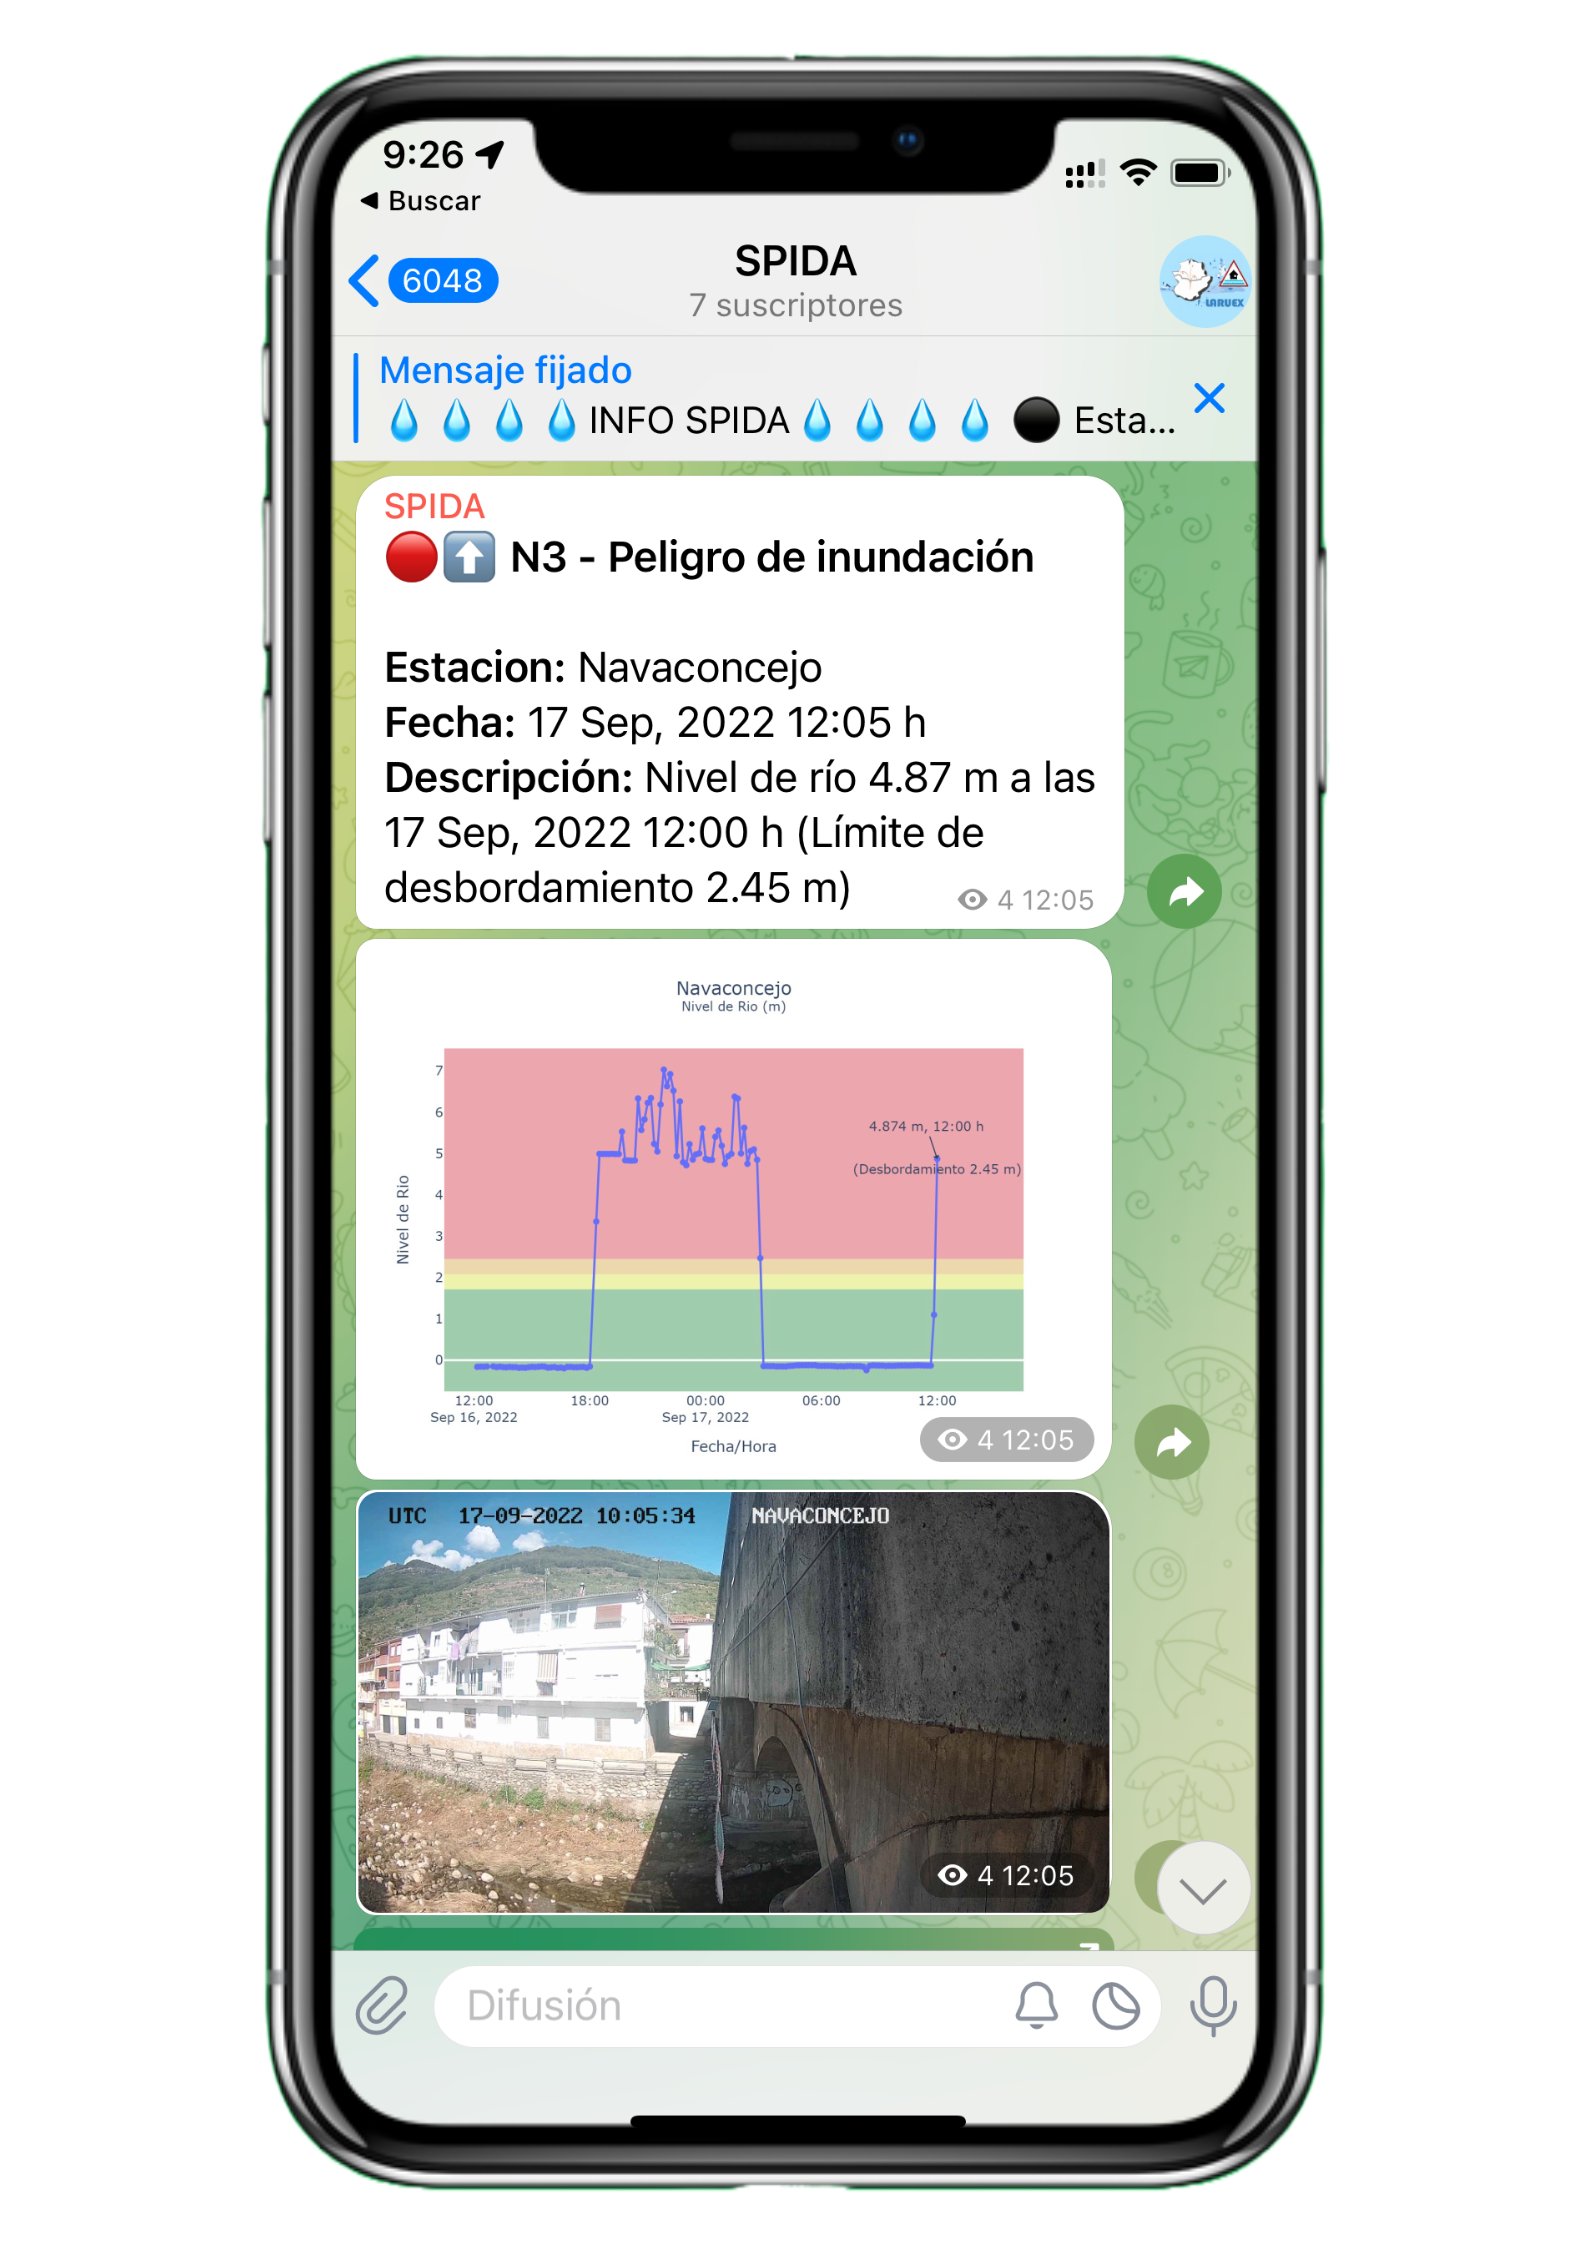 9:26
◀ Buscar
6048
SPIDA
7 suscriptores
LARUEX
Mensaje fijado
💧💧💧💧INFO SPIDA💧💧💧💧 ⚫ Esta...
SPIDA
🔴⬆️ N3 - Peligro de inundación
Estacion: Navaconcejo
Fecha: 17 Sep, 2022 12:05 h
Descripción: Nivel de río 4.87 m a las
17 Sep, 2022 12:00 h (Límite de
desbordamiento 2.45 m)
4 12:05
Navaconcejo
Nivel de Rio (m)
Nivel de Rio
7
6
5
4
3
2
1
0
4.874 m, 12:00 h
(Desbordamiento 2.45 m)
12:00 18:00 00:00 06:00 12:00
Sep 16, 2022 Sep 17, 2022
Fecha/Hora
4 12:05
UTC 17-09-2022 10:05:34 NAVACONCEJO
4 12:05
Difusión